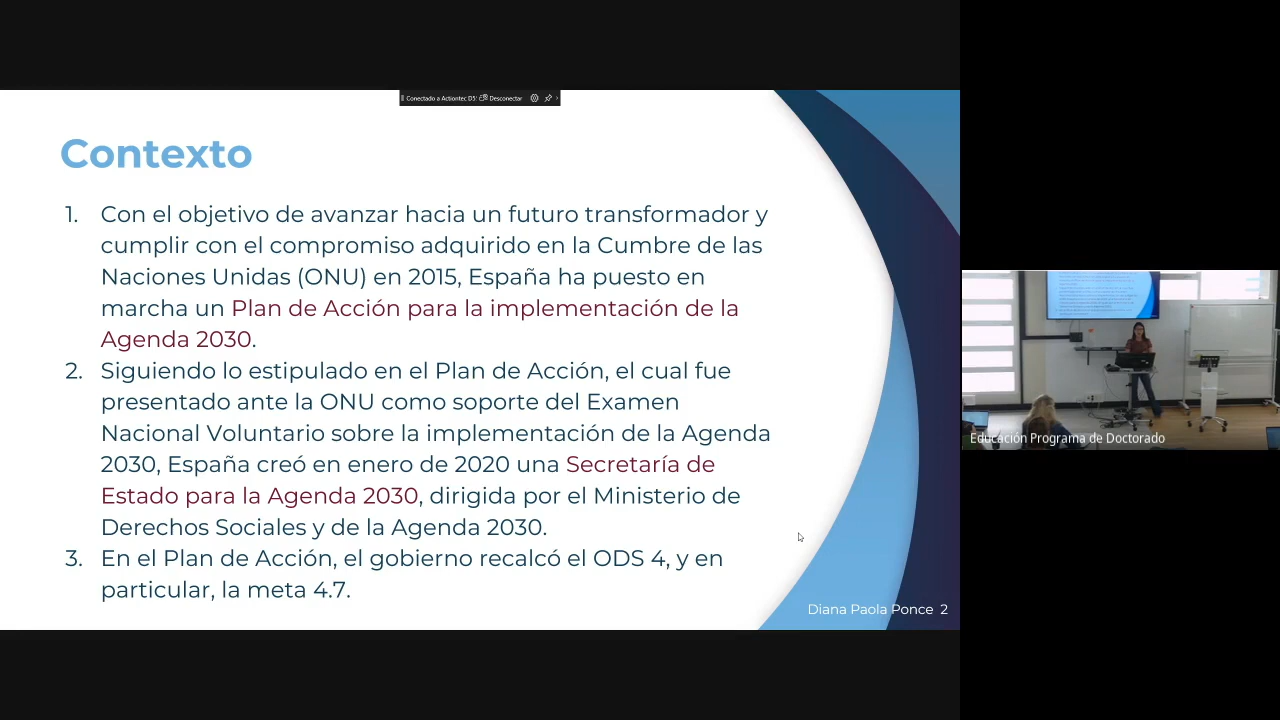 Conectado a Actiontec DS: Desconectar
Contexto
1. Con el objetivo de avanzar hacia un futuro transformador y
cumplir con el compromiso adquirido en la Cumbre de las
Naciones Unidas (ONU) en 2015, España ha puesto en
marcha un Plan de Acción para la implementación de la
Agenda 2030.
2. Siguiendo lo estipulado en el Plan de Acción, el cual fue
presentado ante la ONU como soporte del Examen
Nacional Voluntario sobre la implementación de la Agenda
2030, España creó en enero de 2020 una Secretaría de
Estado para la Agenda 2030, dirigida por el Ministerio de
Derechos Sociales y de la Agenda 2030.
3. En el Plan de Acción, el gobierno recalcó el ODS 4, y en
particular, la meta 4.7.
Diana Paola Ponce 2
Educación Programa de Doctorado